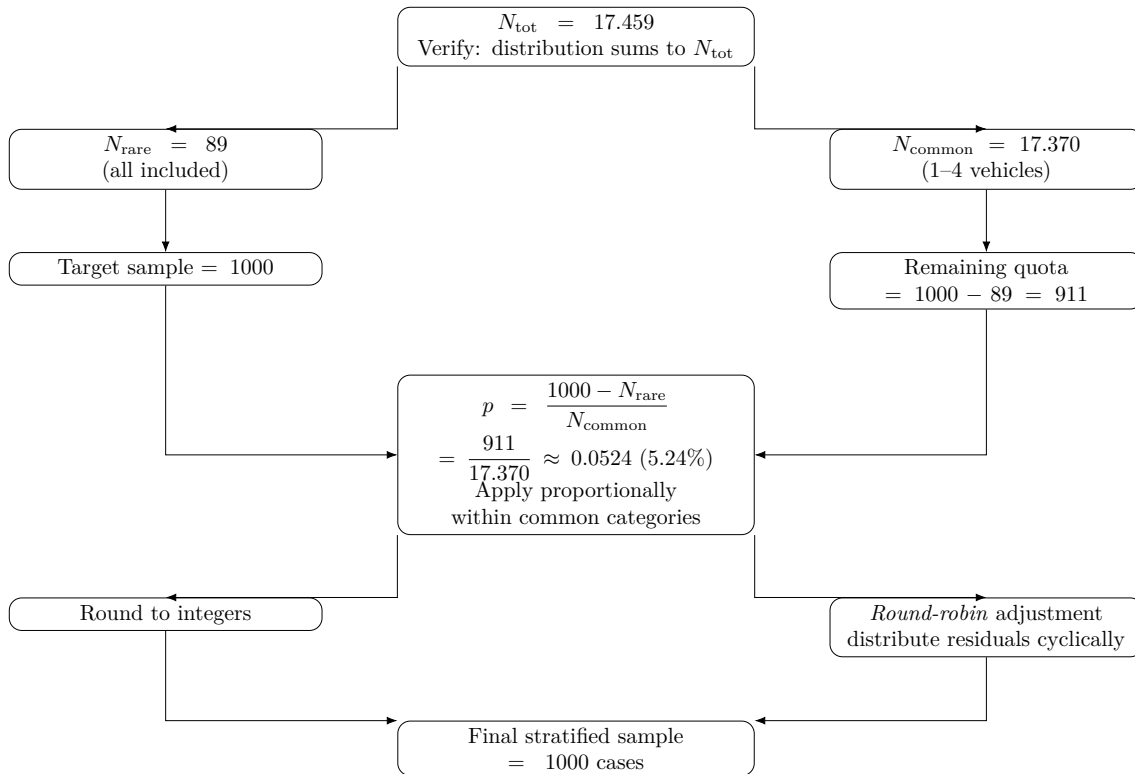 N_tot = 17.459
Verify: distribution sums to N_tot
N_rare = 89
(all included)
N_common = 17.370
(1–4 vehicles)
Target sample = 1000
Remaining quota
= 1000 − 89 = 911
p = (1000 − N_rare) / N_common
= 911 / 17.370 ≈ 0.0524 (5.24%)
Apply proportionally
within common categories
Round to integers
Round-robin adjustment
distribute residuals cyclically
Final stratified sample
= 1000 cases